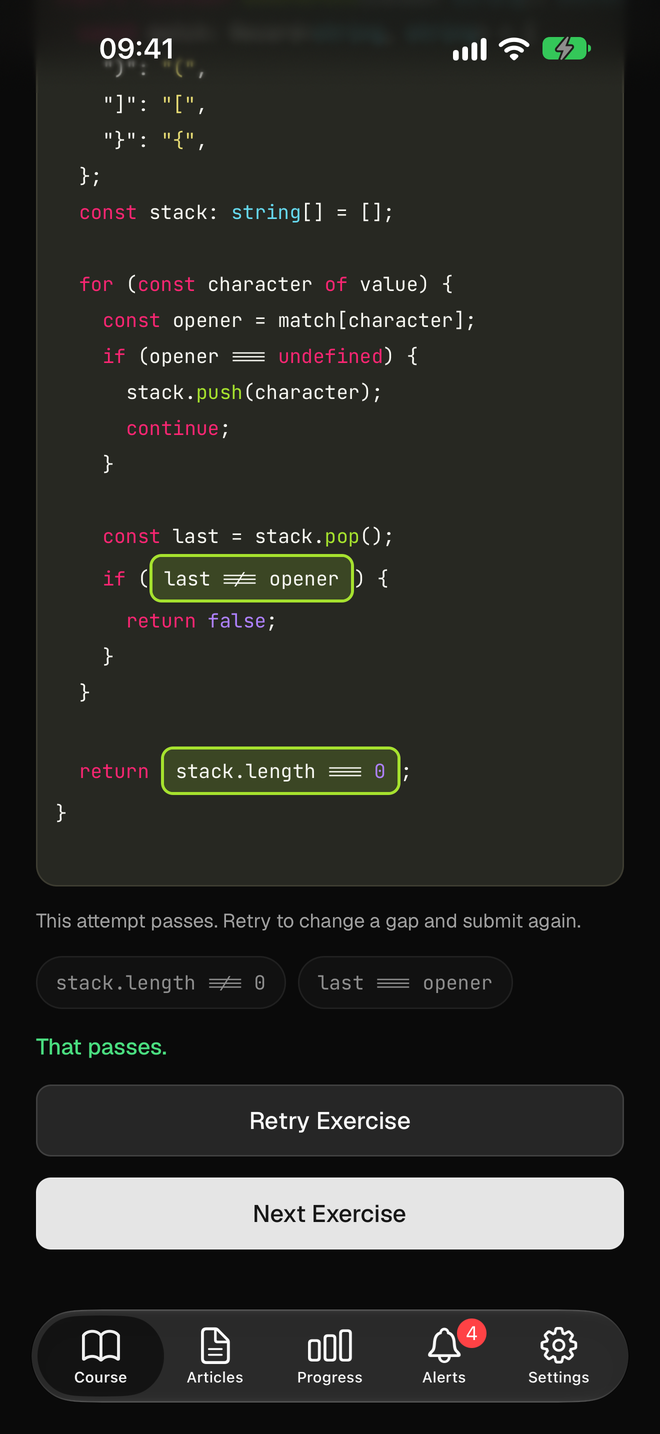 09:41
")": "(",
"]": "[",
"}": "{",
};
const stack: string[] = [];
for (const character of value) {
const opener = match[character];
if (opener === undefined) {
stack.push(character);
continue;
}
const last = stack.pop();
if (last !== opener) {
return false;
}
}
return stack.length === 0;
}
This attempt passes. Retry to change a gap and submit again.
stack.length !== 0
last === opener
That passes.
Retry Exercise
Next Exercise
4
Course
Articles
Progress
Alerts
Settings